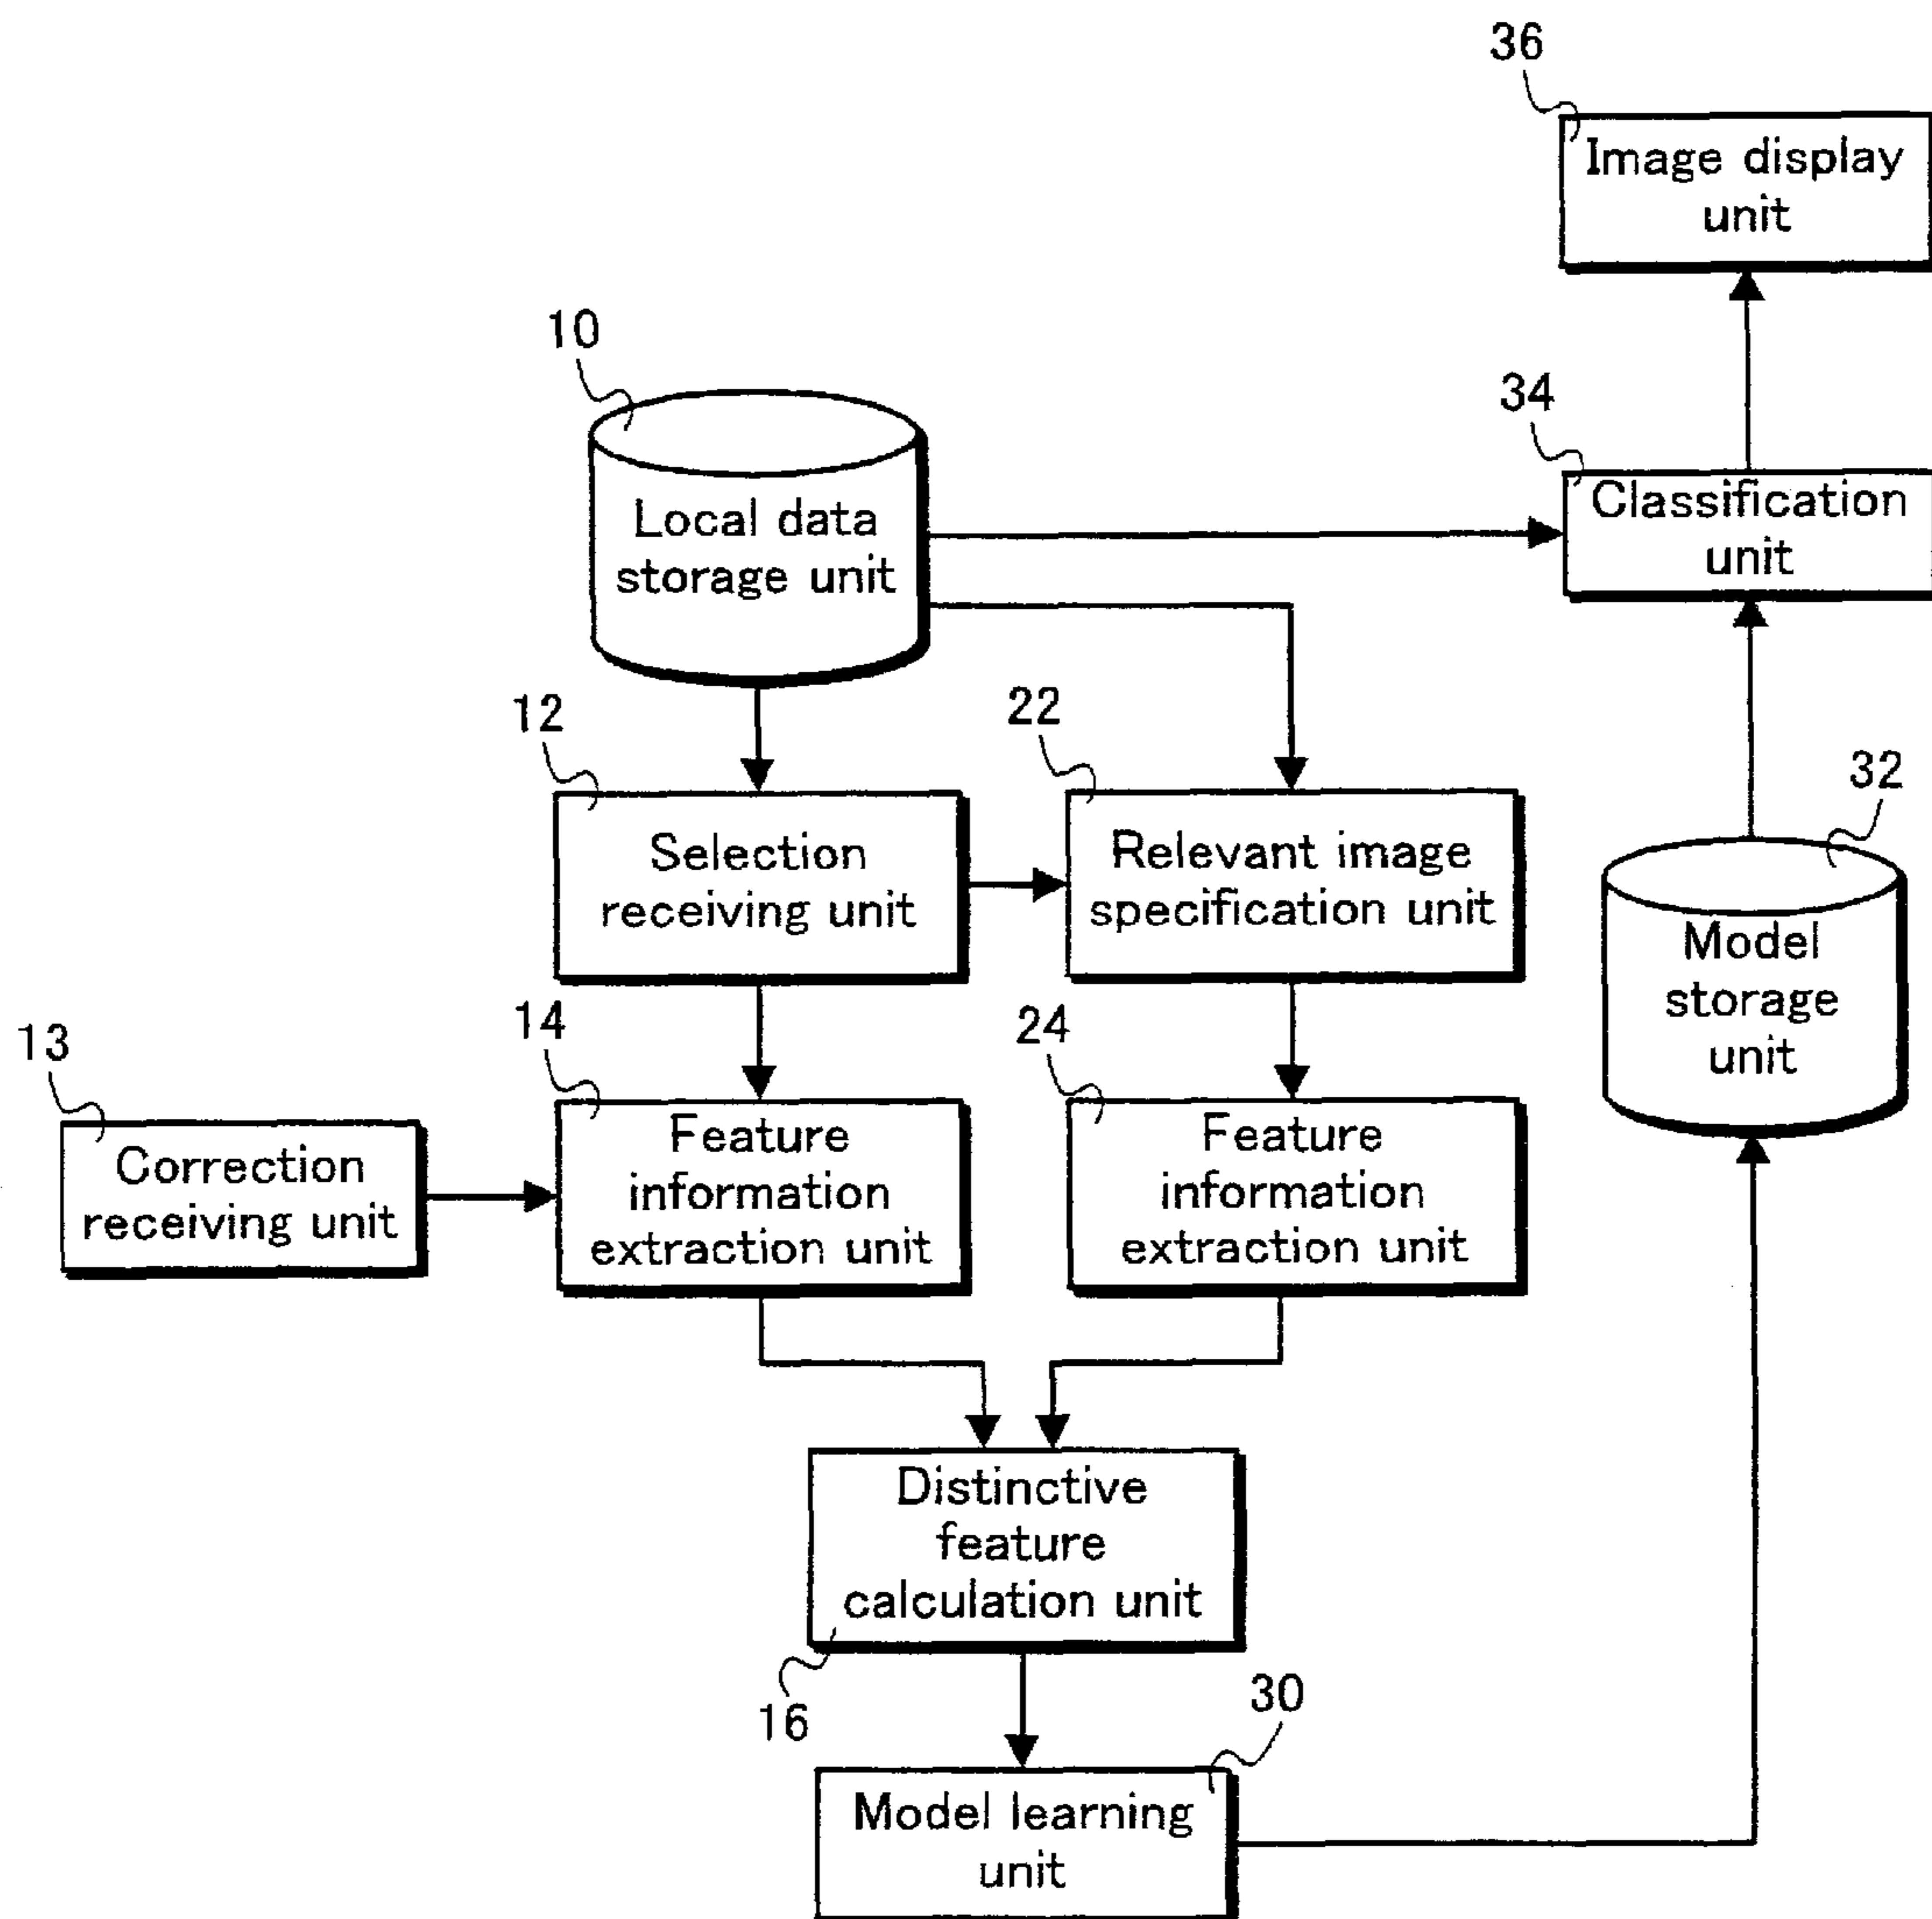 36
Image display
unit
10
34
Local data
storage unit
Classification
unit
12
22
32
Selection
receiving unit
Relevant image
specification unit
Model
storage
unit
13
14
24
Correction
receiving unit
Feature
information
extraction unit
Feature
information
extraction unit
Distinctive
feature
calculation unit
16
30
Model learning
unit